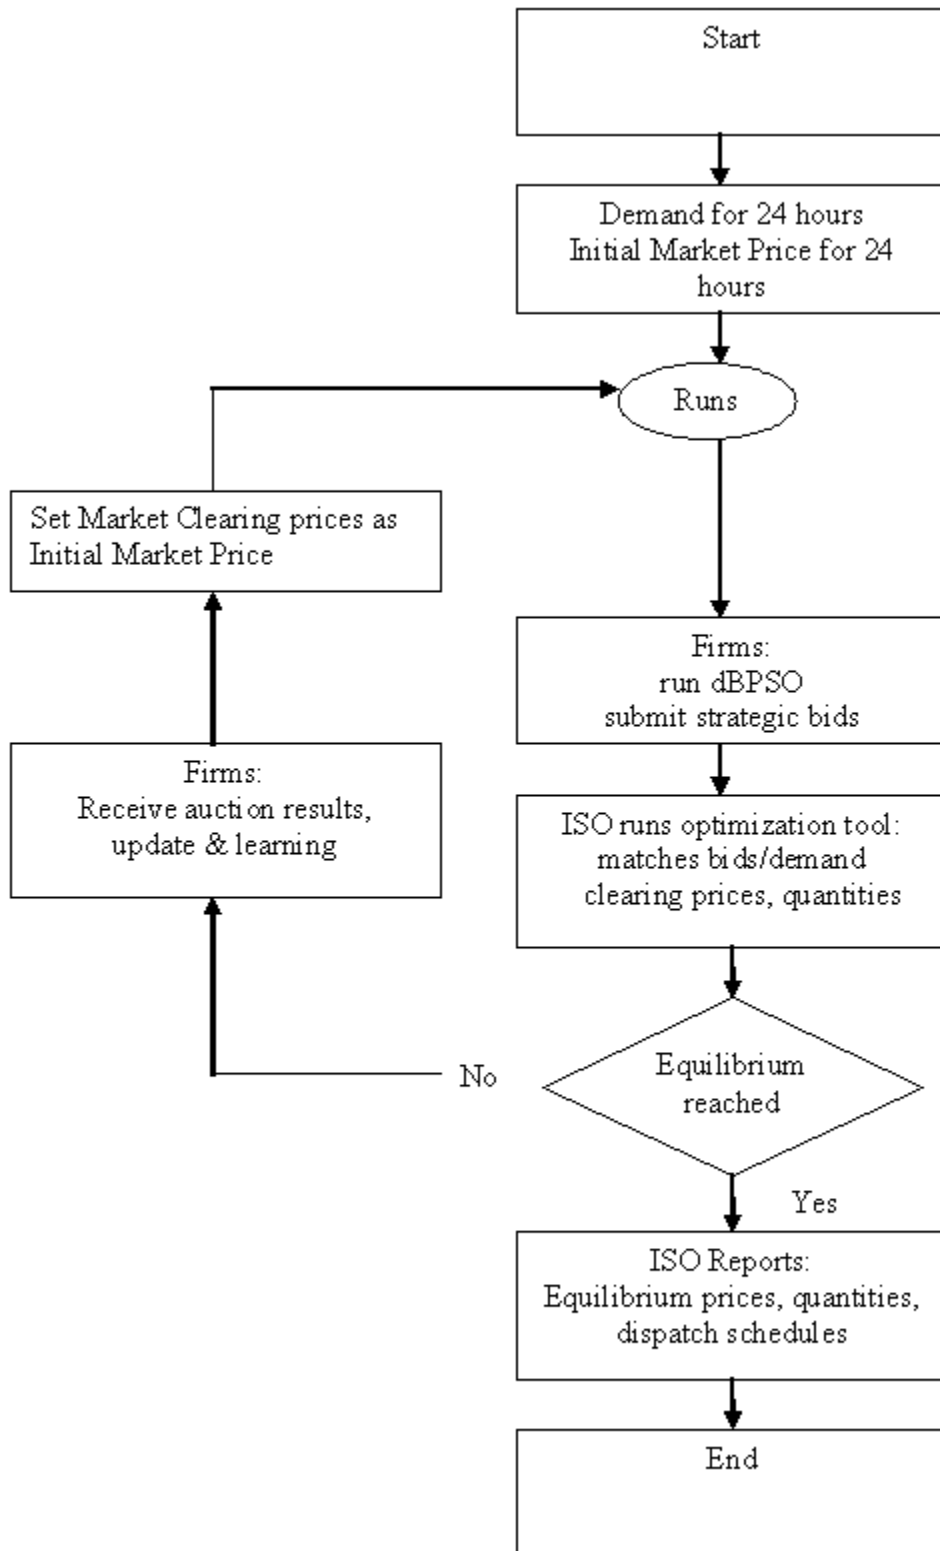 Start
Demand for 24 hours
Initial Market Price for 24
hours
Runs
Set Market Clearing prices as
Initial Market Price
Firms:
run dBPSO
submit strategic bids
Firms:
Receive auction results,
update & learning
ISO runs optimization tool:
matches bids/demand
clearing prices, quantities
Equilibrium
reached
No
Yes
ISO Reports:
Equilibrium prices, quantities,
dispatch schedules
End